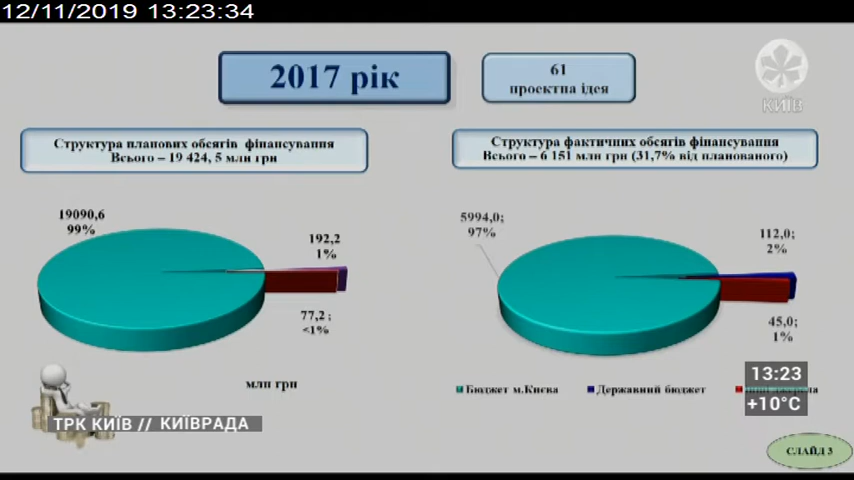 12/11/2019 13:23:34
2017 рік
61
проектна ідея
КИЇВ
Структура планових обсягів фінансування
Всього – 19 424, 5 млн грн
Структура фактичних обсягів фінансування
Всього – 6 151 млн грн (31,7% від планованого)
19090,6
99%
192,2
1%
77,2 ;
<1%
5994,0;
97%
112,0;
2%
45,0;
1%
млн грн
Бюджет м.Києва
Державний бюджет
13:23
+10°C
ТРК КИЇВ // КИЇВРАДА
СЛАЙД 3